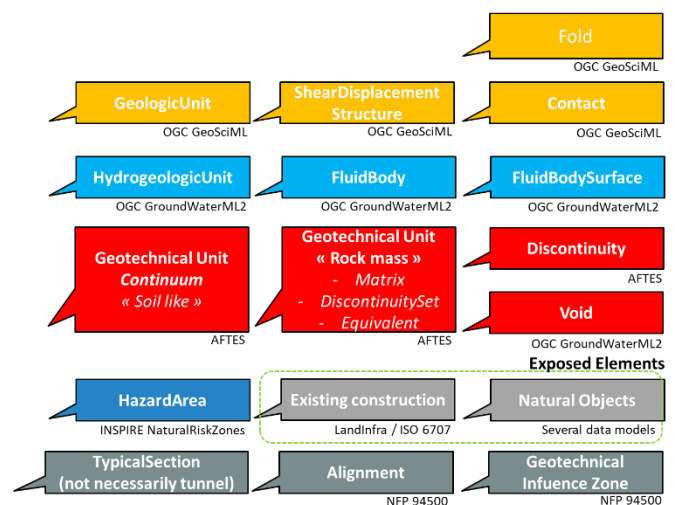 Fold
OGC GeoSciML
GeologicUnit
OGC GeoSciML
ShearDisplacement
Structure
OGC GeoSciML
Contact
OGC GeoSciML
HydrogeologicUnit
OGC GroundWaterML2
FluidBody
OGC GroundWaterML2
FluidBodySurface
OGC GroundWaterML2
Geotechnical Unit
Continuum
« Soil like »
AFTES
Geotechnical Unit
« Rock mass »
- Matrix
- DiscontinuitySet
- Equivalent
AFTES
Discontinuity
AFTES
Void
OGC GroundWaterML2
Exposed Elements
HazardArea
INSPIRE NaturalRiskZones
Existing construction
LandInfra / ISO 6707
Natural Objects
Several data models
TypicalSection
(not necessarily tunnel)
Alignment
NFP 94500
Geotechnical
Infuence Zone
NFP 94500